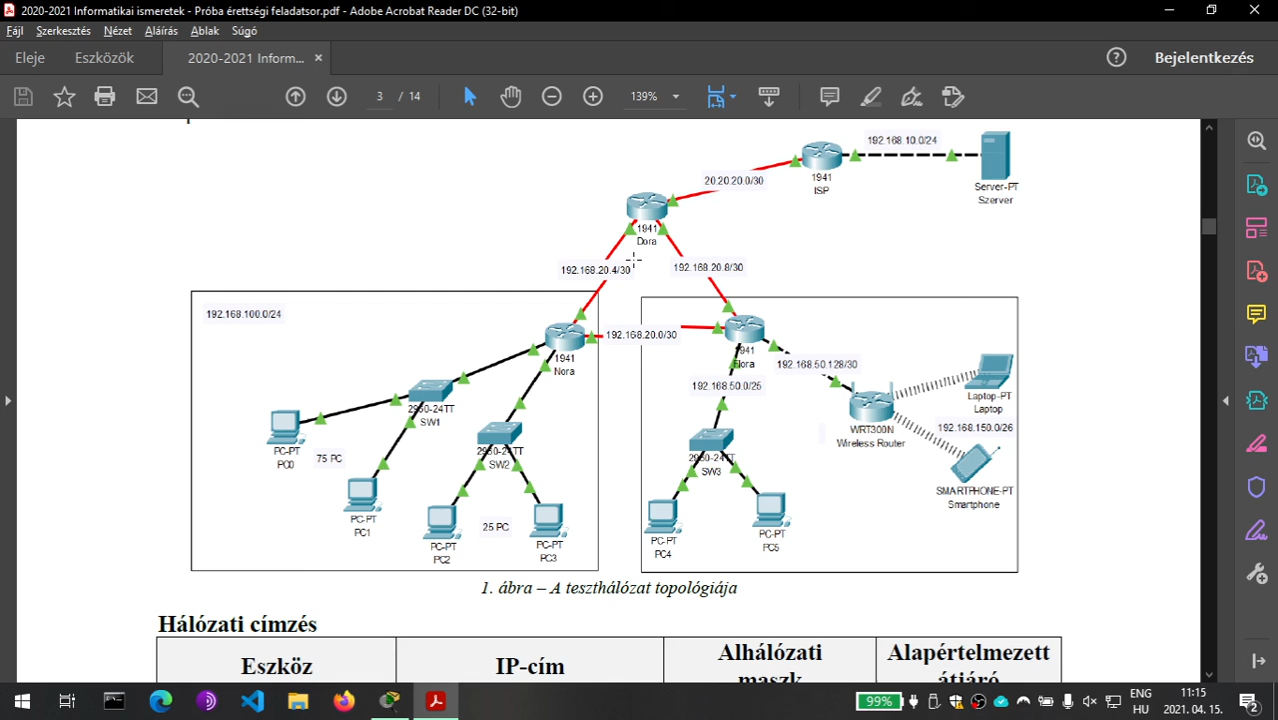 2020-2021 Informatikai ismeretek - Próba érettségi feladatsor.pdf - Adobe Acrobat Reader DC (32-bit)
Fájl Szerkesztés Nézet Aláírás Ablak Súgó
Eleje Eszközök 2020-2021 Inform... × Bejelentkezés
3 / 14 139%
192.168.10.0/24
1941
ISP
Server-PT
Szerver
20.20.20.0/30
1941
Dora
192.168.20.4/30
192.168.20.8/30
192.168.100.0/24
192.168.20.0/30
1941
Nora
1941
Flora
192.168.50.128/30
192.168.50.0/25
Laptop-PT
Laptop
2960-24TT
SW1
WRT300N
Wireless Router
192.168.150.0/26
PC-PT
PC0
75 PC
2960-24TT
SW2
2960-24TT
SW3
SMARTPHONE-PT
Smartphone
PC-PT
PC1
25 PC
PC-PT
PC2
PC-PT
PC3
PC-PT
PC4
PC-PT
PC5
1. ábra – A teszthálózat topológiája
Hálózati címzés
Eszköz
IP-cím
Alhálózati
maszk
Alapértelmezett
átjáró
99%
ENG
HU
11:15
2021. 04. 15.
2